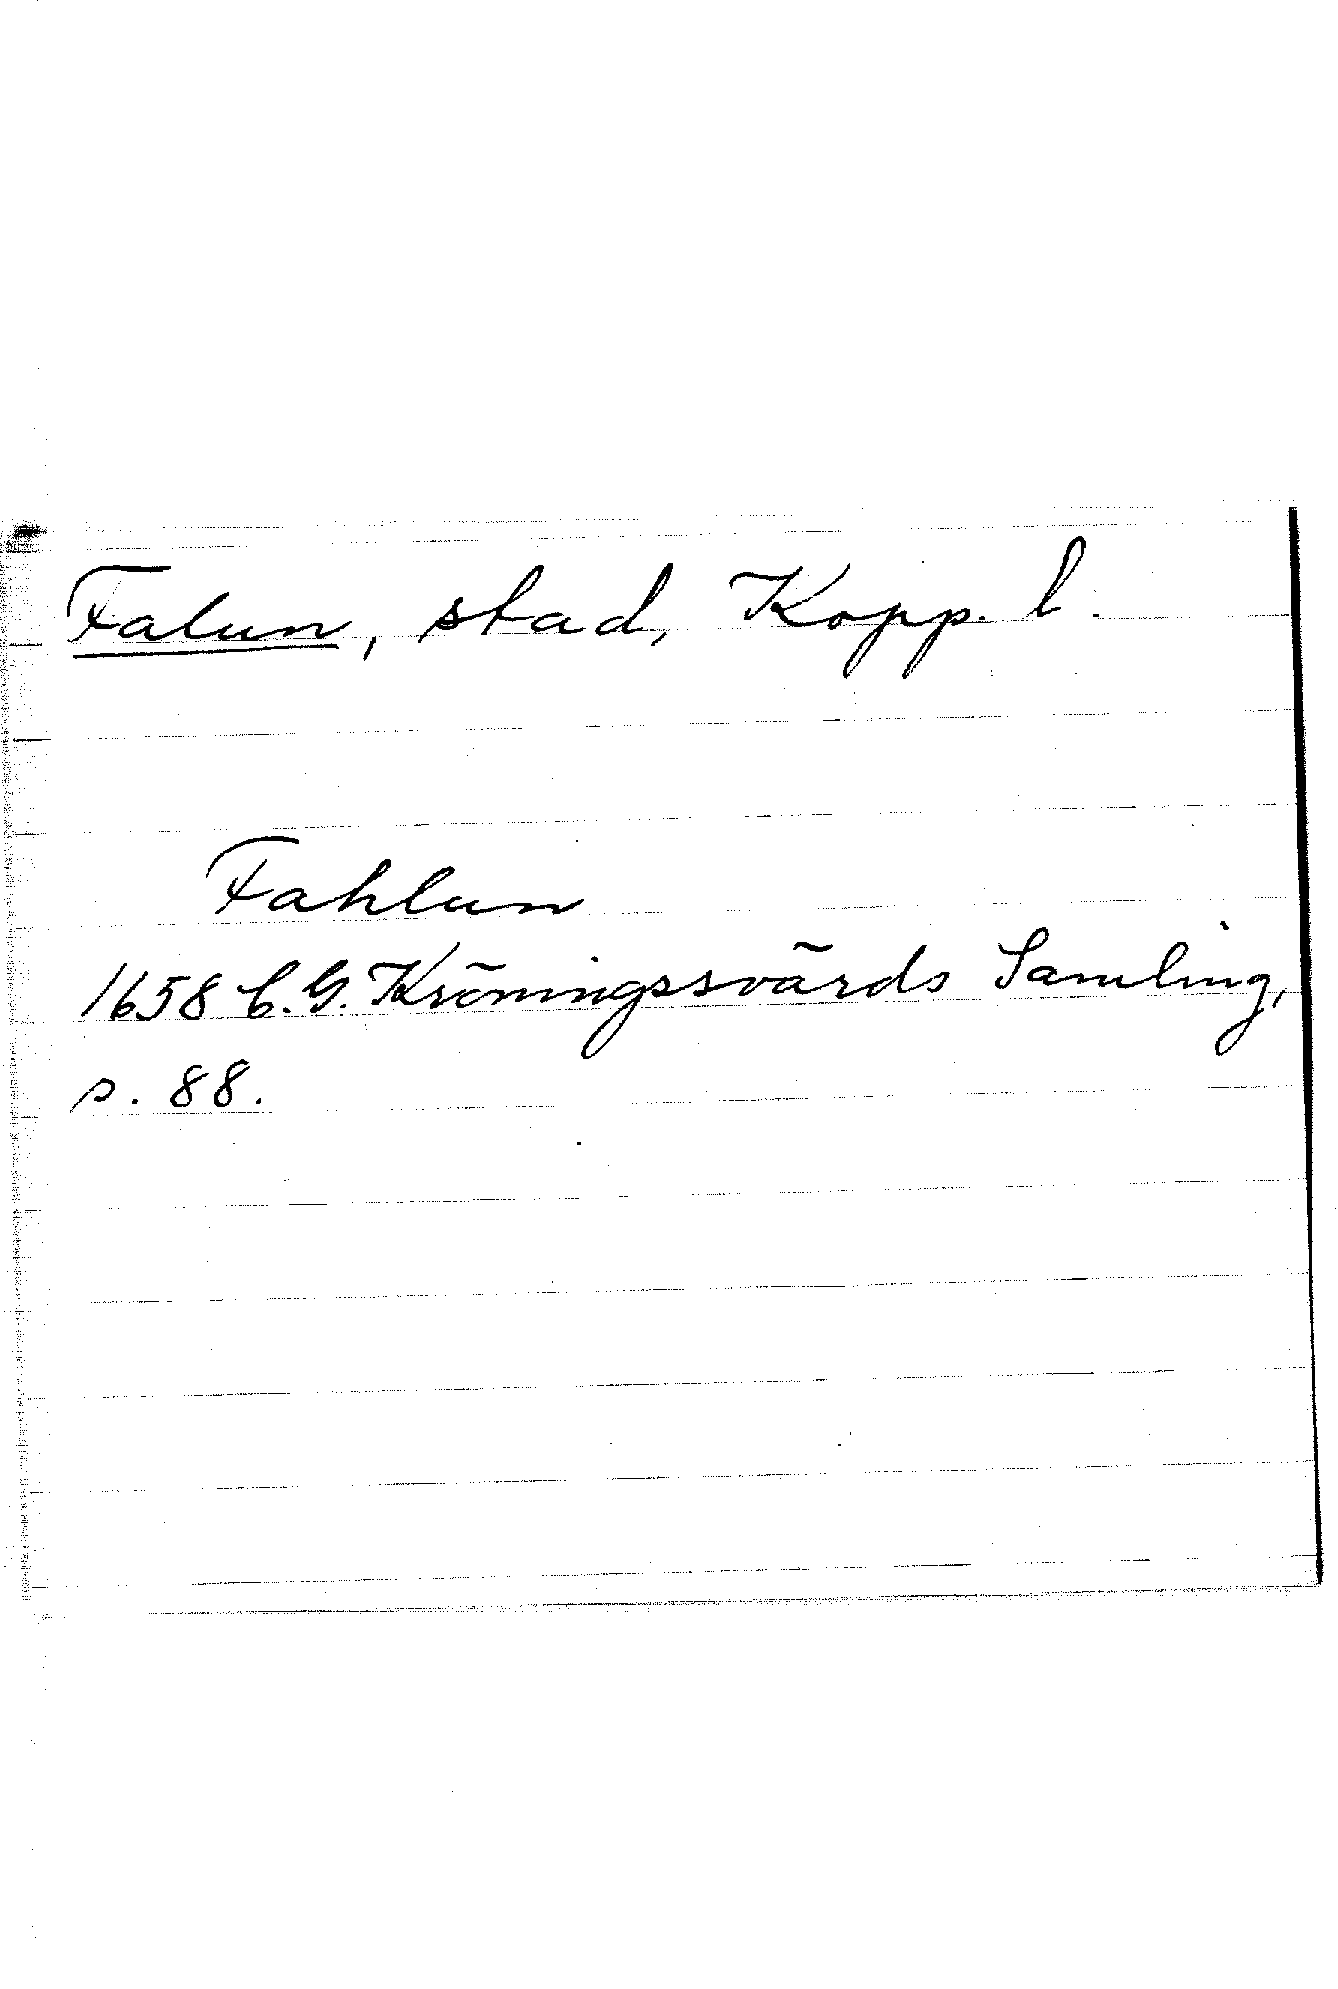 Falun, stad, Kopp. l.
Fahlun
1658 C.G. Kröningssvärds Samling,
s. 88.